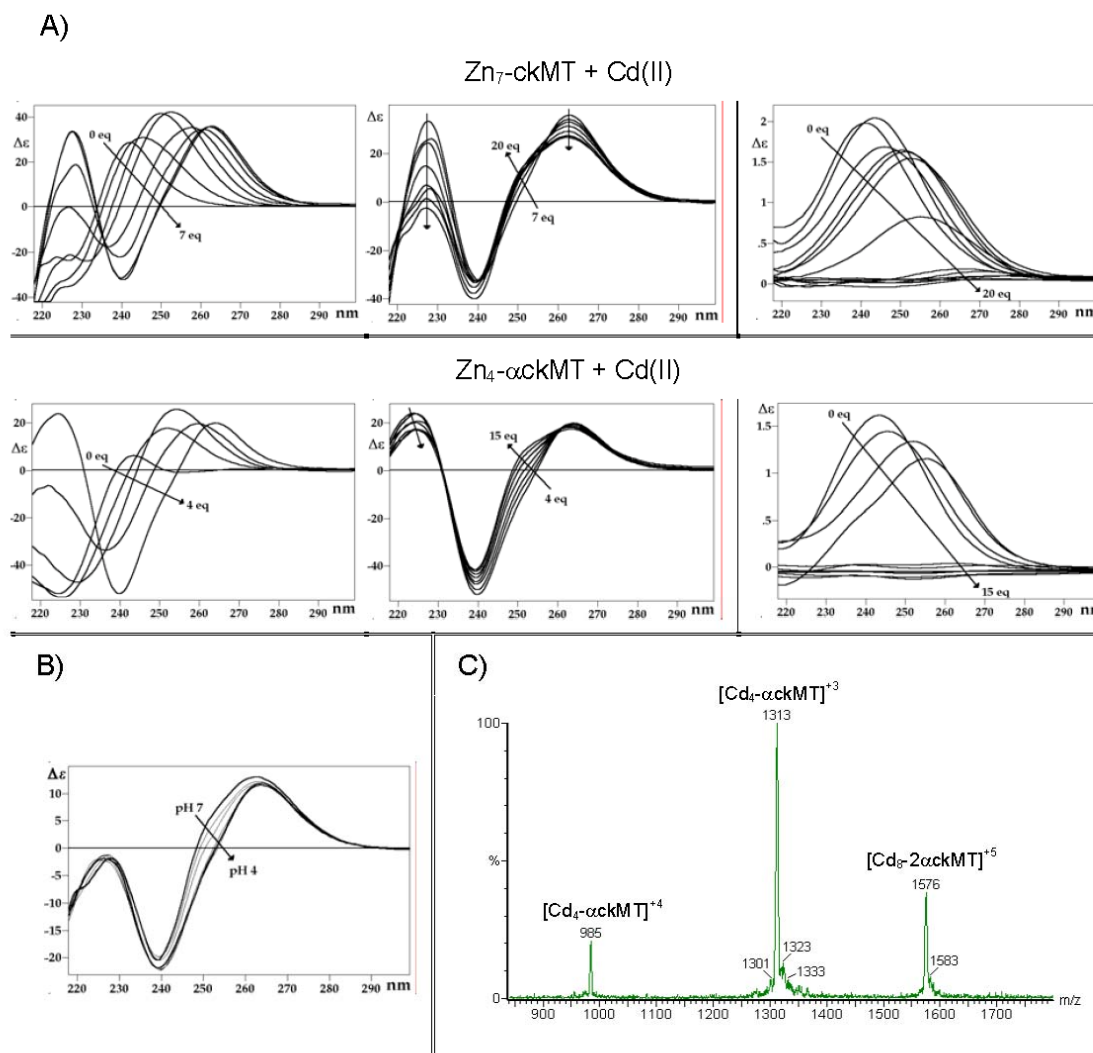 A)
Zn7-ckMT + Cd(II)
40
20
0
-20
-40
Δε
0 eq
7 eq
220 230 240 250 260 270 280 290 nm
40
20
0
-20
-40
Δε
20 eq
7 eq
220 230 240 250 260 270 280 290 nm
2
1.5
1
.5
0
Δε
0 eq
20 eq
220 230 240 250 260 270 280 290 nm
Zn4-αckMT + Cd(II)
20
0
-20
-40
Δε
0 eq
4 eq
220 230 240 250 260 270 280 290 nm
20
0
-20
-40
Δε
15 eq
4 eq
220 230 240 250 260 270 280 290 nm
1.5
1
.5
0
Δε
0 eq
15 eq
220 230 240 250 260 270 280 290 nm
B)
Δε
10
5
0
-5
-10
-15
-20
pH 7
pH 4
220 230 240 250 260 270 280 290 nm
C)
[Cd4-αckMT]+3
100
1313
%
[Cd8-2αckMT]+5
1576
[Cd4-αckMT]+4
985
1301
1323
1333
1583
0
900 1000 1100 1200 1300 1400 1500 1600 1700 m/z